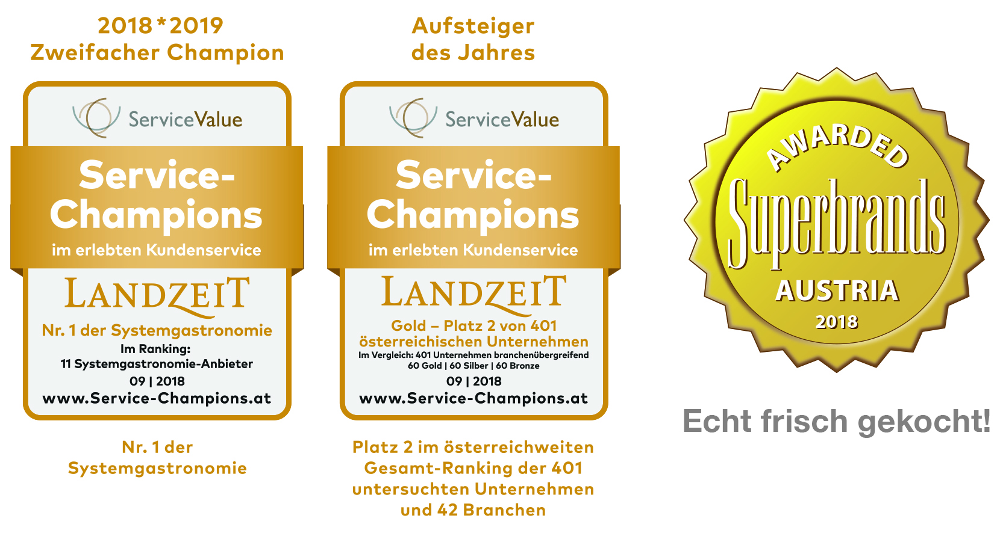 2018*2019
Zweifacher Champion
ServiceValue
Service-
Champions
im erlebten Kundenservice
LANDZEIT
Nr. 1 der Systemgastronomie
Im Ranking:
11 Systemgastronomie-Anbieter
09 | 2018
www.Service-Champions.at
Nr. 1 der
Systemgastronomie
Aufsteiger
des Jahres
ServiceValue
Service-
Champions
im erlebten Kundenservice
LANDZEIT
Gold – Platz 2 von 401
österreichischen Unternehmen
Im Vergleich: 401 Unternehmen branchenübergreifend
60 Gold | 60 Silber | 60 Bronze
09 | 2018
www.Service-Champions.at
Platz 2 im österreichweiten
Gesamt-Ranking der 401
untersuchten Unternehmen
und 42 Branchen
AWARDED
Superbrands
AUSTRIA
2018
Echt frisch gekocht!